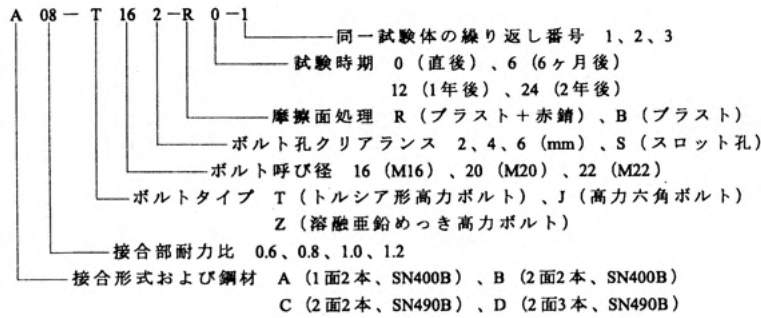 A 08 － T 16 2 － R 0 － 1
同一試験体の繰り返し番号 1、2、3
試験時期 0（直後）、6（6ヶ月後）
12（1年後）、24（2年後）
摩擦面処理 R（ブラスト＋赤錆）、B（ブラスト）
ボルト孔クリアランス 2、4、6（mm）、S（スロット孔）
ボルト呼び径 16（M16）、20（M20）、22（M22）
ボルトタイプ T（トルシア形高力ボルト）、J（高力六角ボルト）
Z（溶融亜鉛めっき高力ボルト）
接合部耐力比 0.6、0.8、1.0、1.2
接合形式および鋼材 A（1面2本、SN400B）、B（2面2本、SN400B）
C（2面2本、SN490B）、D（2面3本、SN490B）